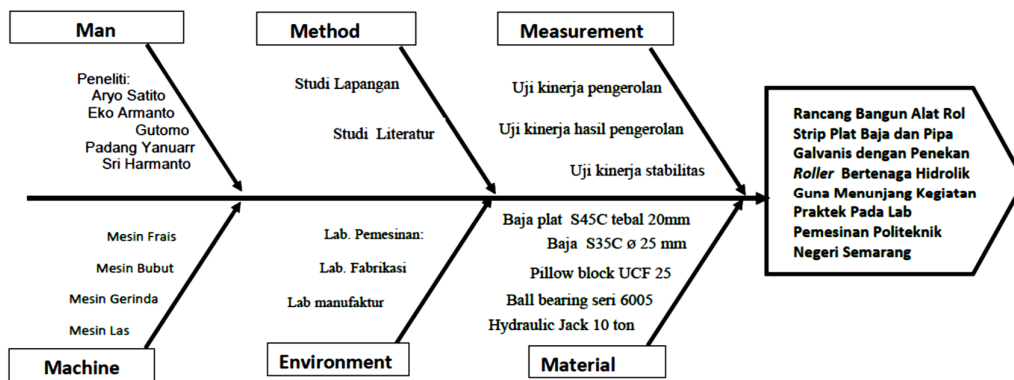 Man
Method
Measurement
Peneliti:
Aryo Satito
Eko Armanto
Gutomo
Padang Yanuarr
Sri Harmanto
Studi Lapangan
Studi Literatur
Uji kinerja pengerolan
Uji kinerja hasil pengerolan
Uji kinerja stabilitas
Rancang Bangun Alat Rol
Strip Plat Baja dan Pipa
Galvanis dengan Penekan
Roller Bertenaga Hidrolik
Guna Menunjang Kegiatan
Praktek Pada Lab
Pemesinan Politeknik
Negeri Semarang
Mesin Frais
Mesin Bubut
Mesin Gerinda
Mesin Las
Lab. Pemesinan:
Lab. Fabrikasi
Lab manufaktur
Baja plat S45C tebal 20mm
Baja S35C ø 25 mm
Pillow block UCF 25
Ball bearing seri 6005
Hydraulic Jack 10 ton
Machine
Environment
Material